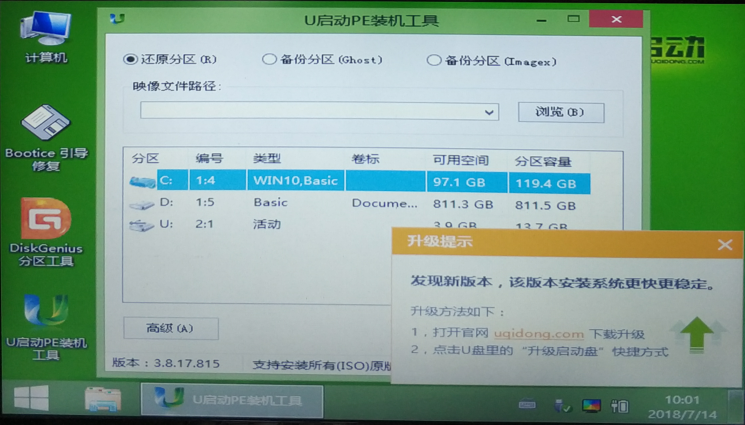 U启动PE装机工具
计算机
Bootice 引导
修复
DiskGenius
分区工具
U启动PE装机
工具
启动
UQIDONG.COM
还原分区(R)
备份分区(Ghost)
备份分区(Imagex)
映像文件路径:
浏览(B)
分区 编号 类型 卷标 可用空间 分区容量
C: 1:4 WIN10,Basic 97.1 GB 119.4 GB
D: 1:5 Basic Docume... 811.3 GB 811.5 GB
U: 2:1 活动 3.9 GB 13.7 GB
高级(A)
版本：3.8.17.815 支持安装所有(ISO)原版
升级提示
发现新版本，该版本安装系统更快更稳定。
升级方法如下：
1，打开官网 uqidong.com 下载升级
2，点击U盘里的“升级启动盘”快捷方式
U启动PE装机工具
10:01
2018/7/14